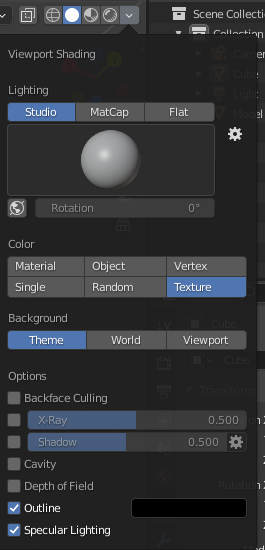 Scene Collectio
Collection
Viewport Shading
Lighting
Studio MatCap Flat
Rotation 0°
Color
Material Object Vertex
Single Random Texture
Background
Theme World Viewport
Options
Backface Culling
X-Ray 0.500
Shadow 0.500
Cavity
Depth of Field
Outline
Specular Lighting